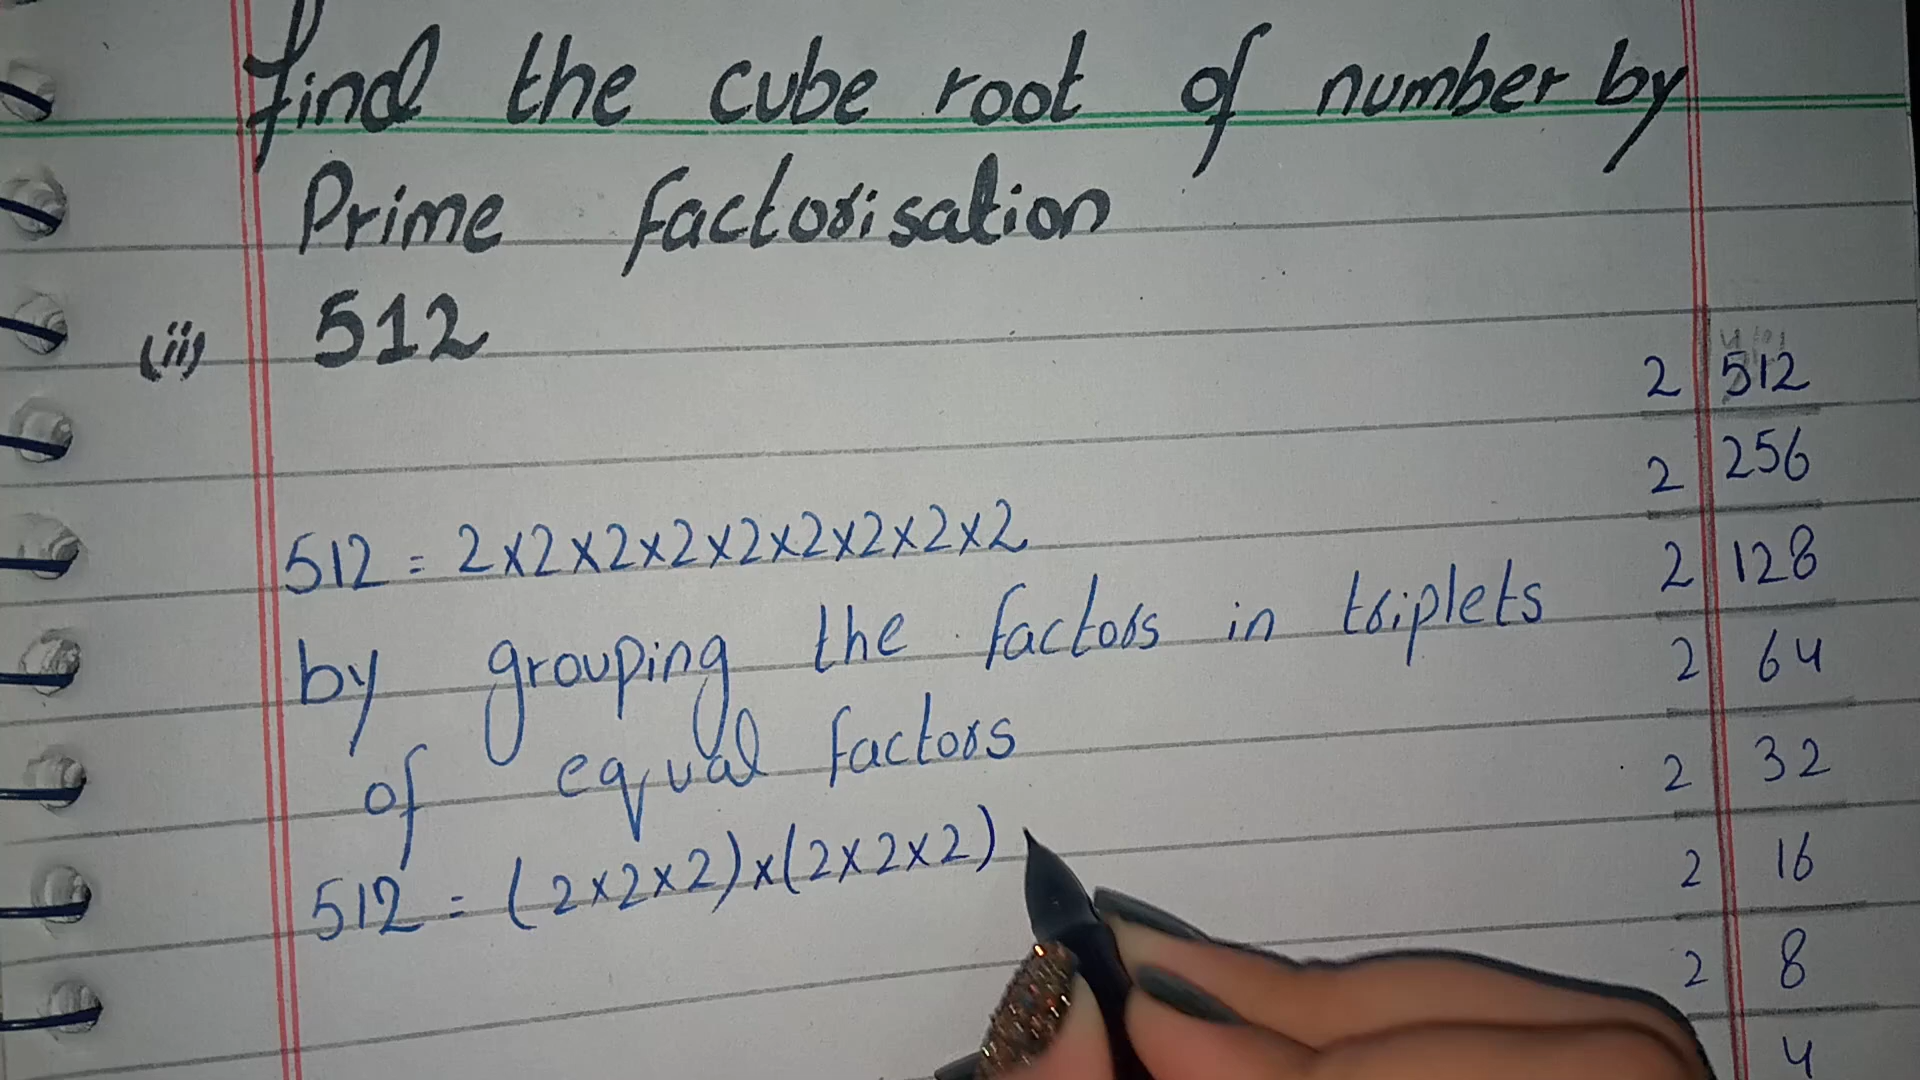 find the cube root of number by
Prime factorisation
(ii) 512
512 = 2×2×2×2×2×2×2×2×2
by grouping the factors in triplets
of equal factors
512 = (2×2×2)×(2×2×2)
2 512
2 256
2 128
2 64
2 32
2 16
2 8
4